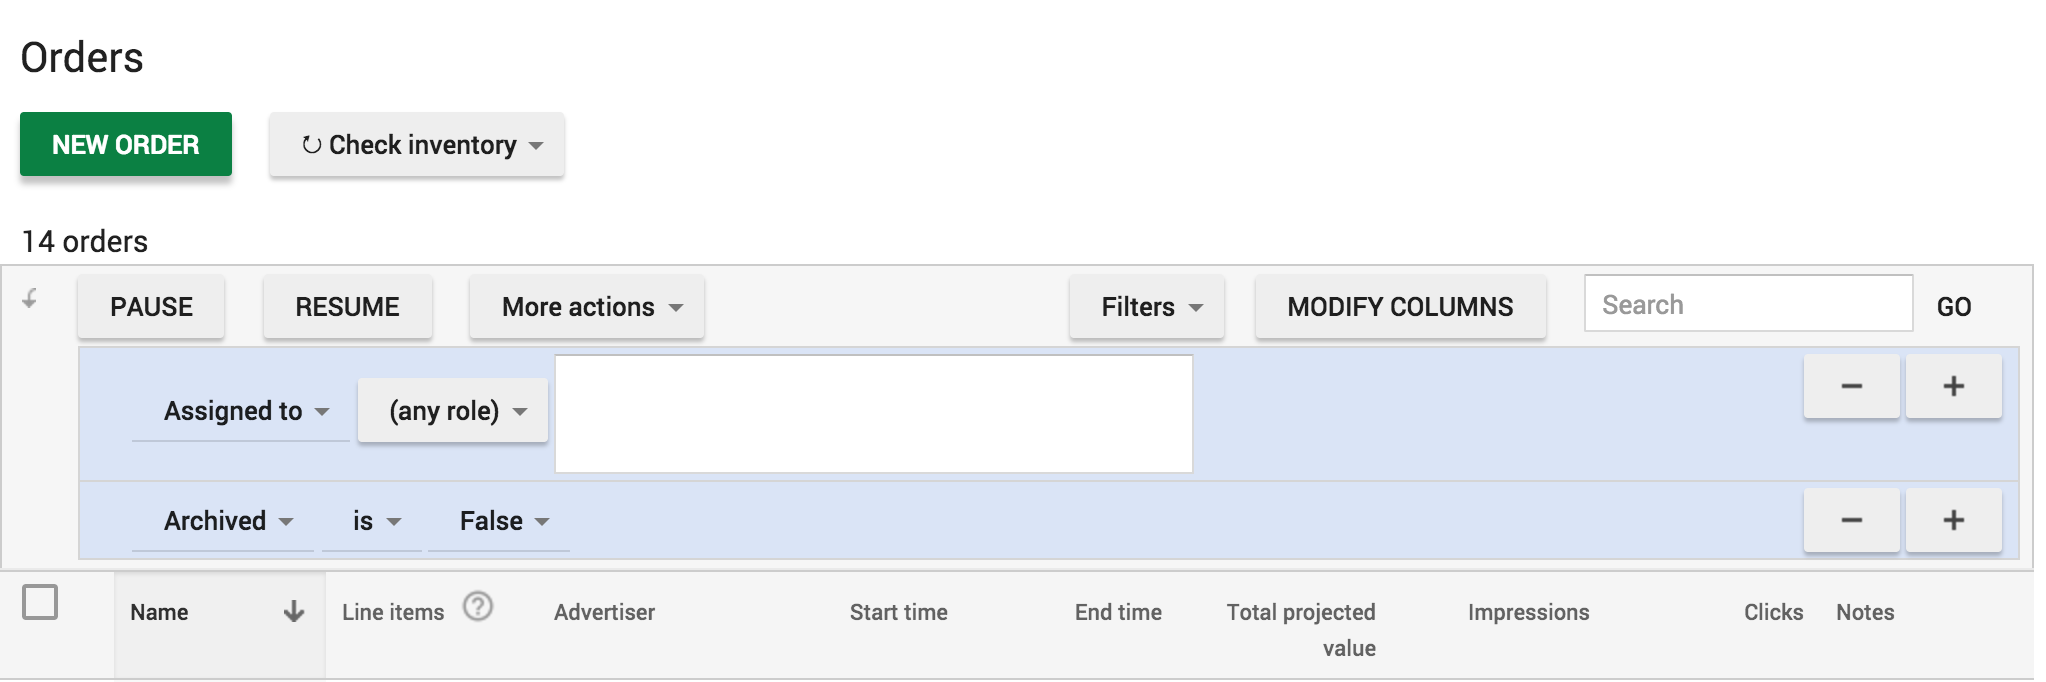 Orders
NEW ORDER Check inventory
14 orders
PAUSE RESUME More actions Filters MODIFY COLUMNS Search GO
Assigned to (any role) − +
Archived is False − +
Name Line items ? Advertiser Start time End time Total projected value Impressions Clicks Notes